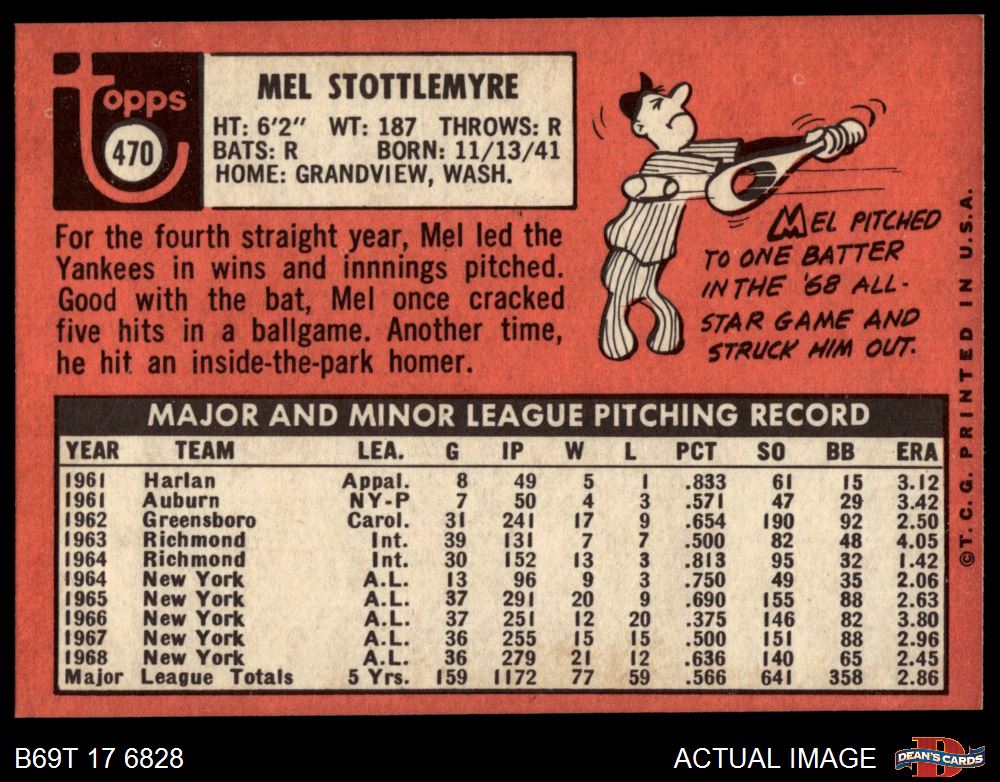 Topps
470
MEL STOTTLEMYRE
HT: 6'2" WT: 187 THROWS: R
BATS: R BORN: 11/13/41
HOME: GRANDVIEW, WASH.
For the fourth straight year, Mel led the
Yankees in wins and innnings pitched.
Good with the bat, Mel once cracked
five hits in a ballgame. Another time,
he hit an inside-the-park homer.
MEL PITCHED
TO ONE BATTER
IN THE '68 ALL-
STAR GAME AND
STRUCK HIM OUT.
MAJOR AND MINOR LEAGUE PITCHING RECORD
YEAR TEAM LEA. G IP W L PCT SO BB ERA
1961 Harlan Appal. 8 49 5 1 .833 61 15 3.12
1961 Auburn NY-P 7 50 4 3 .571 47 29 3.42
1962 Greensboro Carol. 31 241 17 9 .654 190 92 2.50
1963 Richmond Int. 39 131 7 7 .500 82 48 4.05
1964 Richmond Int. 30 152 13 3 .813 95 32 1.42
1964 New York A.L. 13 96 9 3 .750 49 35 2.06
1965 New York A.L. 37 291 20 9 .690 155 88 2.63
1966 New York A.L. 37 251 12 20 .375 146 82 3.80
1967 New York A.L. 36 255 15 15 .500 151 88 2.96
1968 New York A.L. 36 279 21 12 .636 140 65 2.45
Major League Totals 5 Yrs. 159 1172 77 59 .566 641 358 2.86
©T.C.G. PRINTED IN U.S.A.
B69T 17 6828
ACTUAL IMAGE
D
DEAN'S CARDS